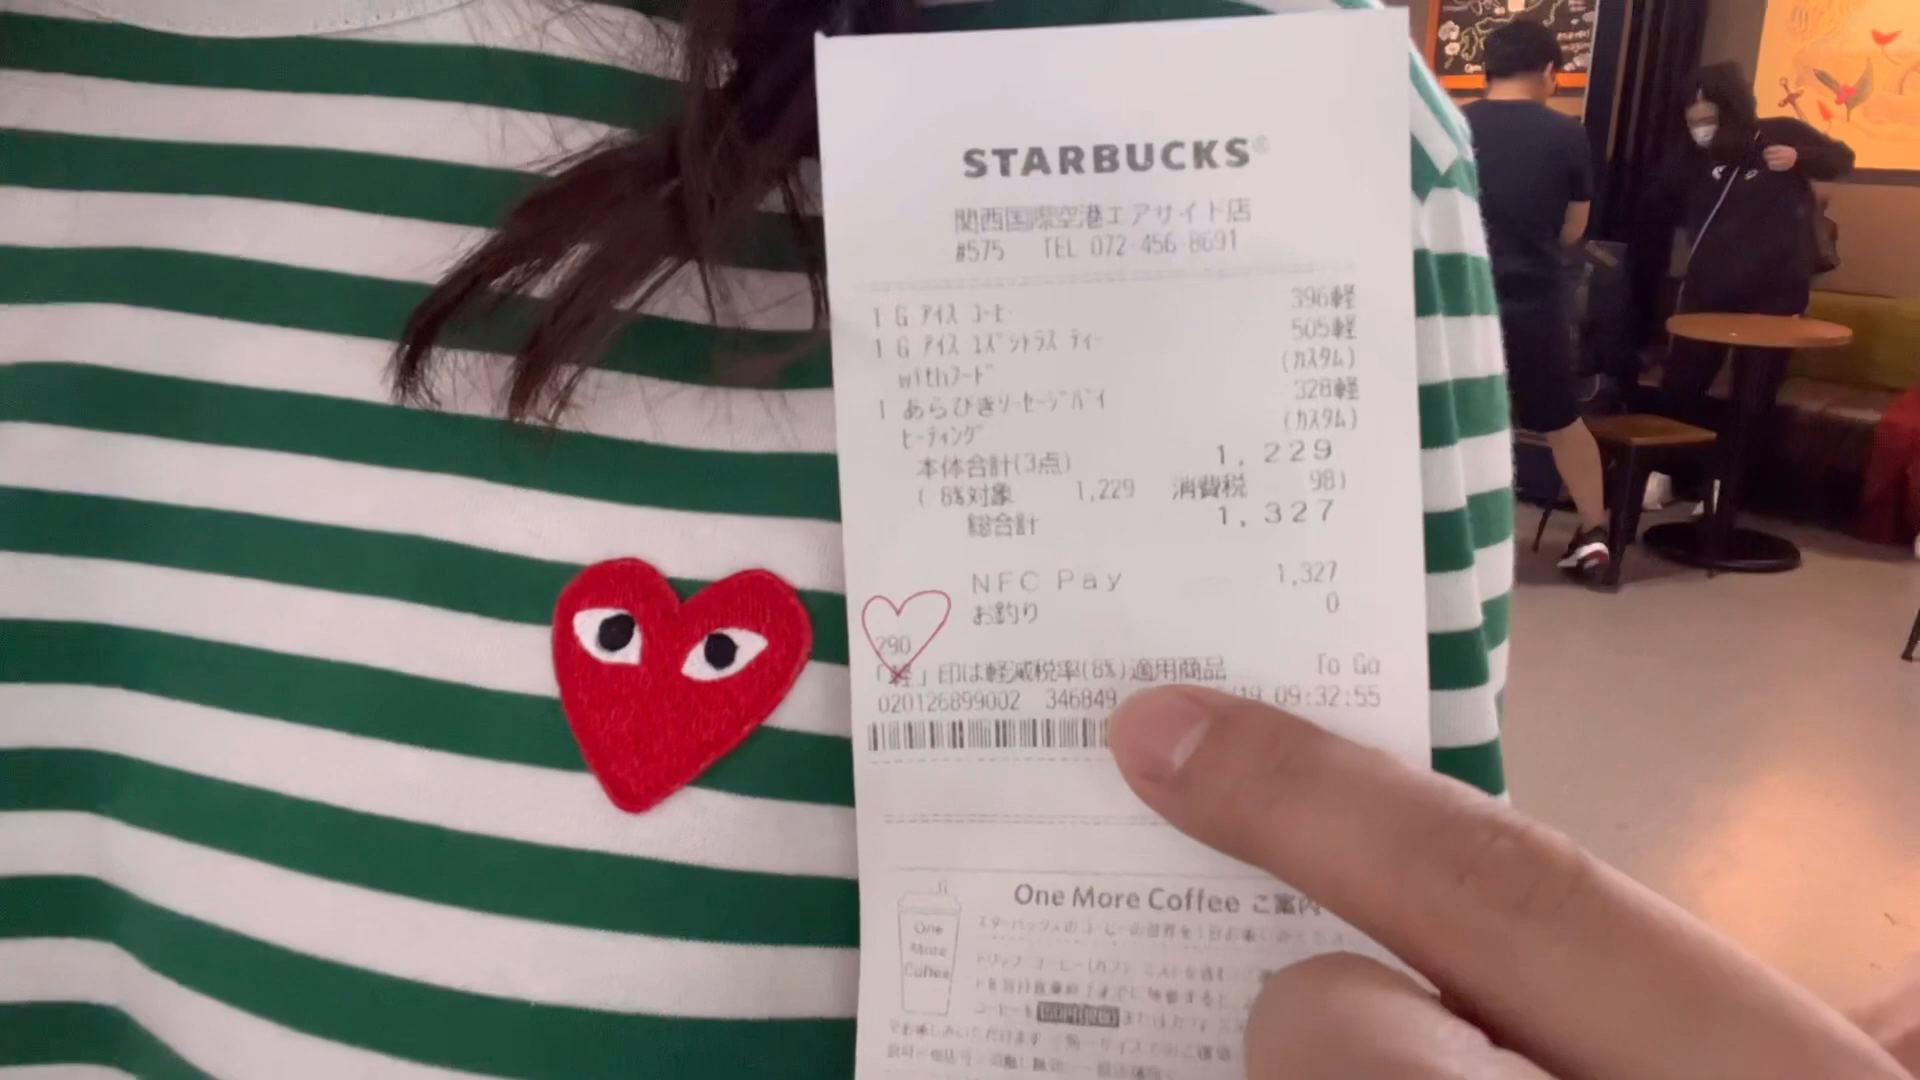 STARBUCKS
関西国際空港エアサイド店
#575 TEL 072-456-8691
1 G アイス コーヒー 396軽
1 G アイス ユズシトラス ティー 505軽
withフード (カスタム)
1 あらびきソーセージパイ 328軽
ヒーティング (カスタム)
本体合計(3点) 1,229
( 8%対象 1,229 消費税 98)
総合計 1,327
NFC Pay 1,327
お釣り 0
290
「軽」印は軽減税率(8%)適用商品 To Go
020126899002 346849 09:32:55
One More Coffee ご案内
One
More
Coffee